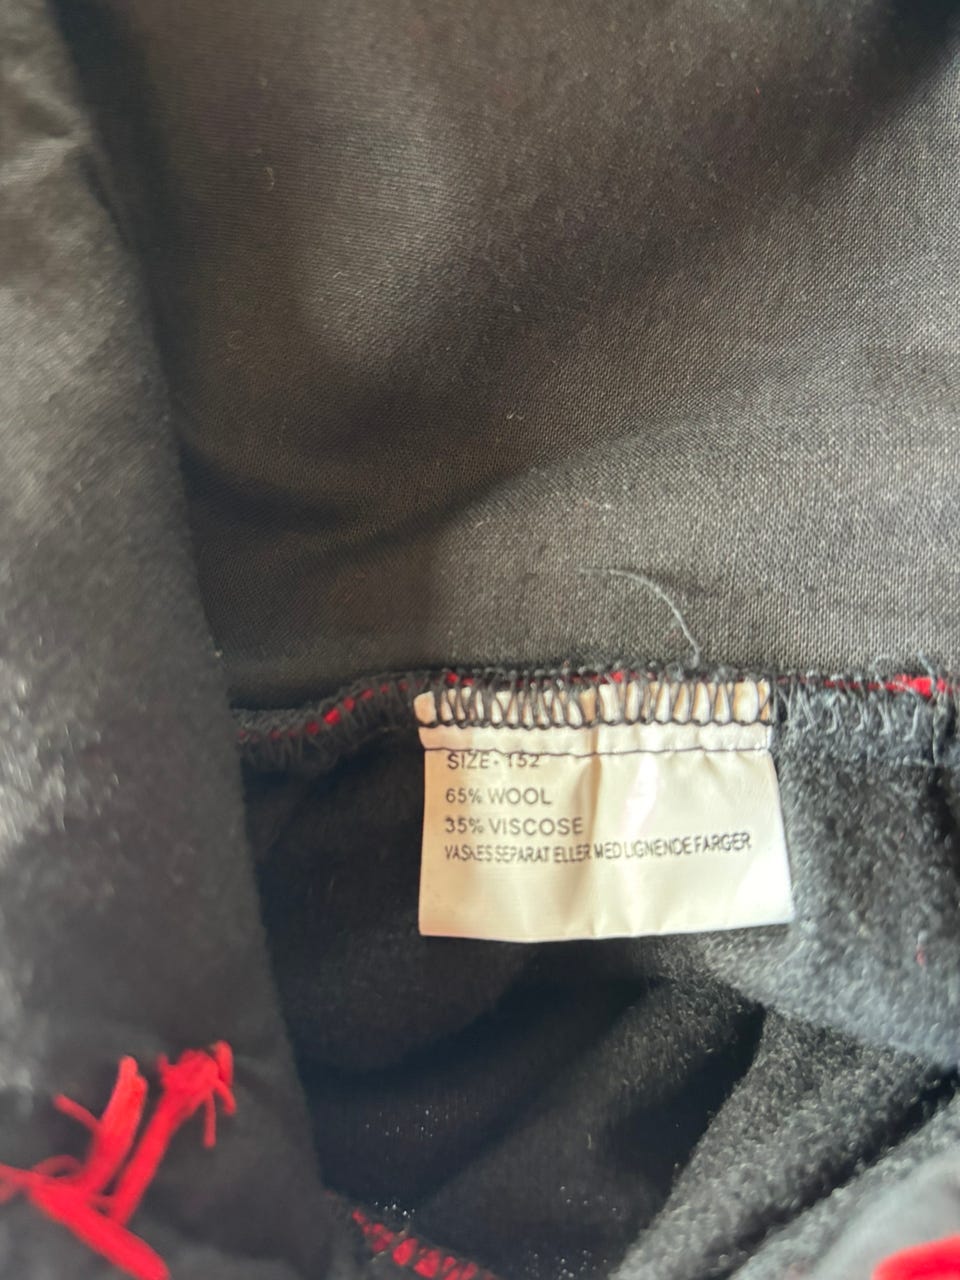 SIZE- 152
65% WOOL
35% VISCOSE
VASKES SEPARAT ELLER MED LIGNENDE FARGER